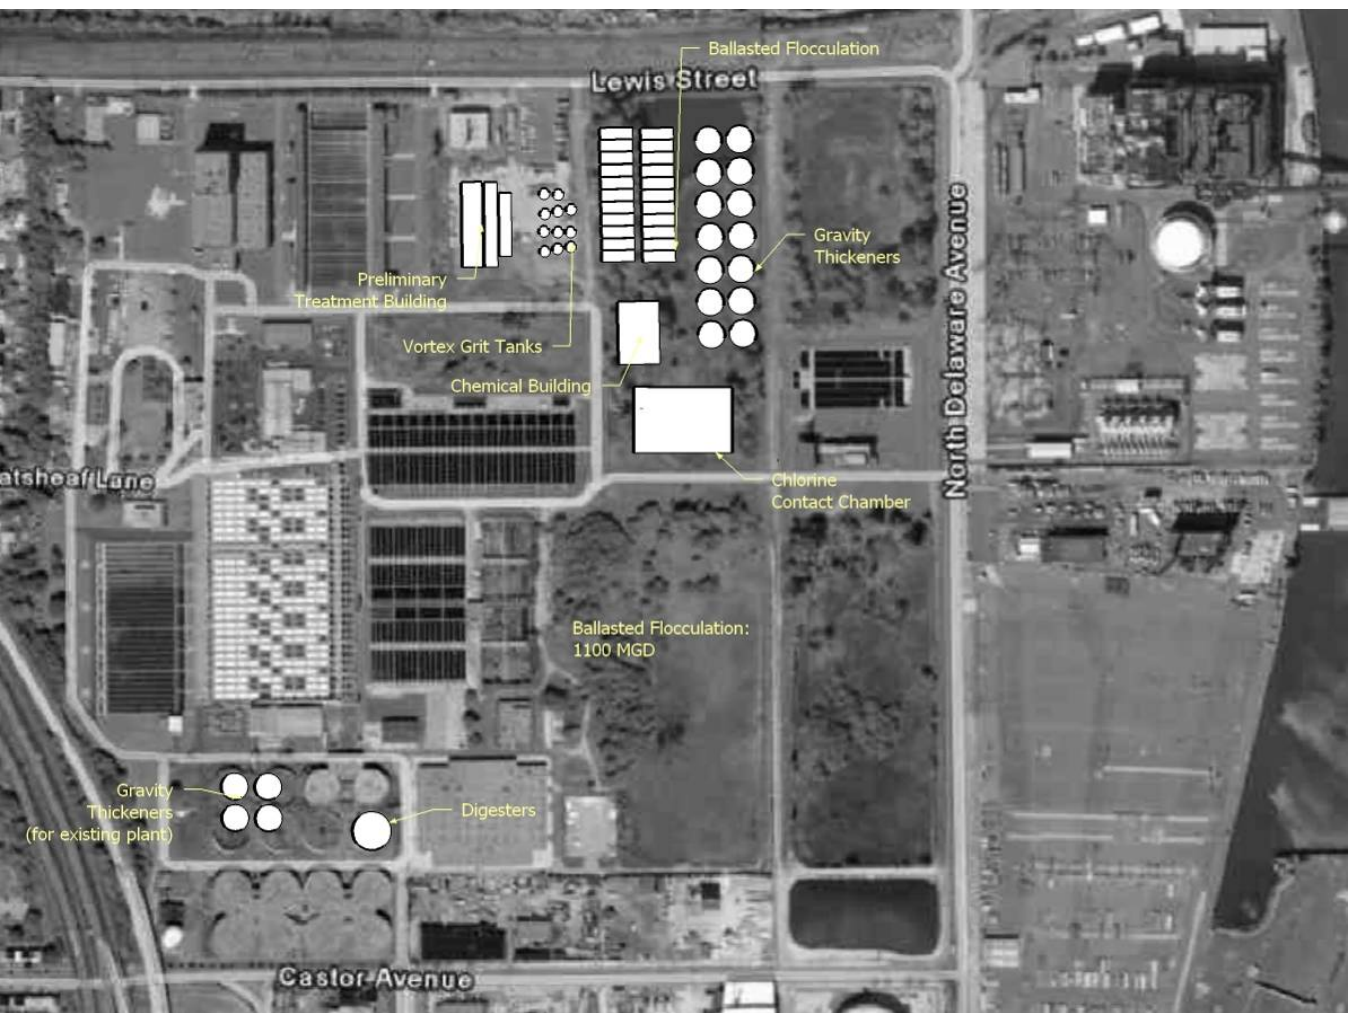 Ballasted Flocculation
Lewis Street
Gravity
Thickeners
Preliminary
Treatment Building
Vortex Grit Tanks
Chemical Building
North Delaware Avenue
atsheaf Lane
Chlorine
Contact Chamber
Ballasted Flocculation:
1100 MGD
Gravity
Thickeners
(for existing plant)
Digesters
Castor Avenue